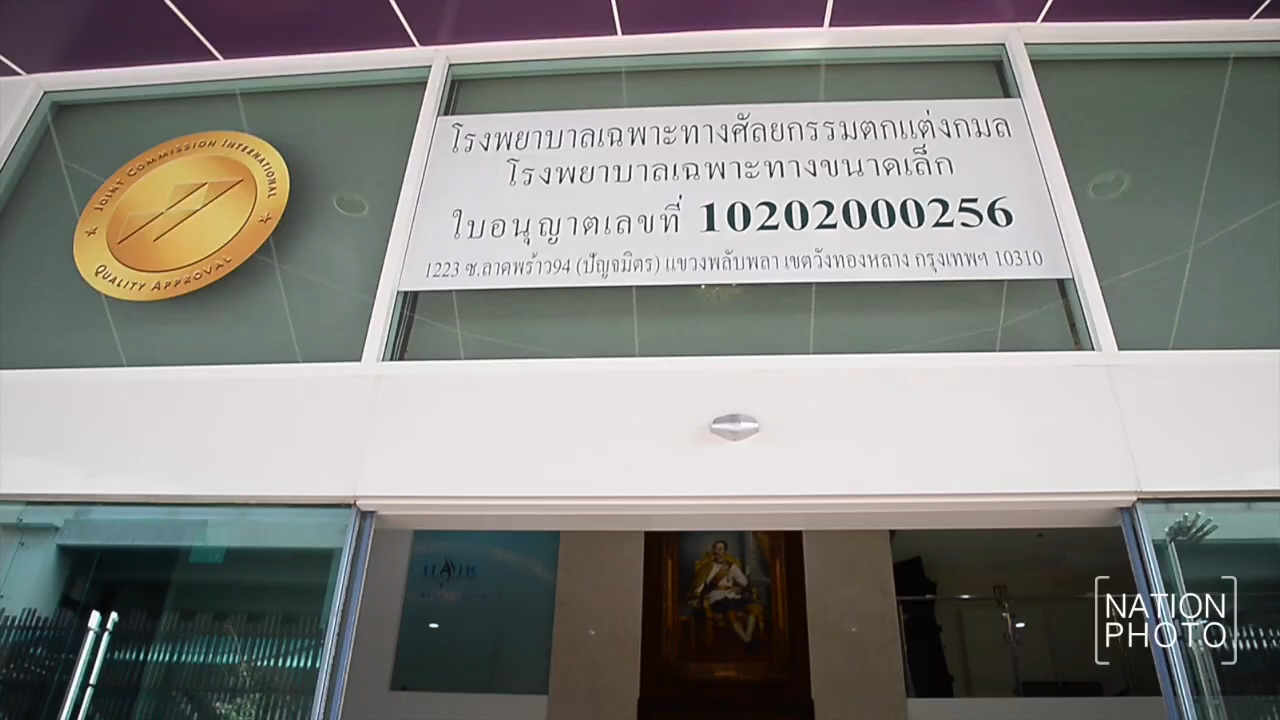 JOINT COMMISSION INTERNATIONAL
QUALITY APPROVAL
โรงพยาบาลเฉพาะทางศัลยกรรมตกแต่งกมล
โรงพยาบาลเฉพาะทางขนาดเล็ก
ใบอนุญาตเลขที่ 10202000256
1223 ซ.ลาดพร้าว94 (ปัญจมิตร) แขวงพลับพลา เขตวังทองหลาง กรุงเทพฯ 10310
HAIR
NATION
PHOTO